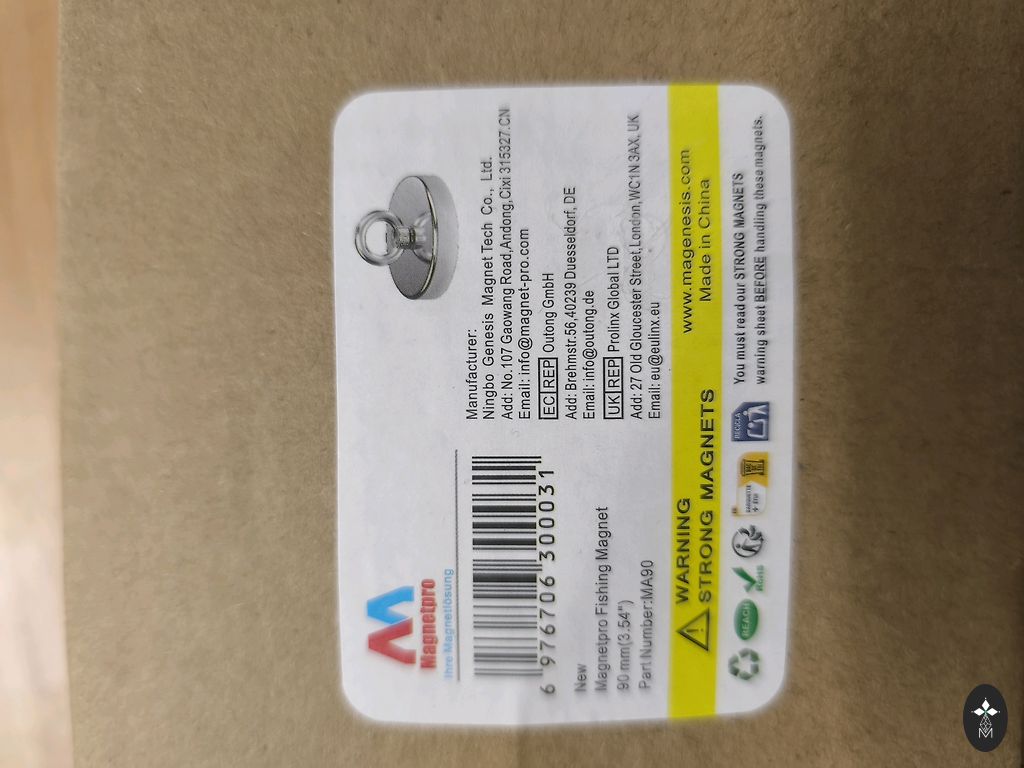 Magnetpro
Ihre Magnetlösung
6 976706 300031
New
Magnetpro Fishing Magnet
90 mm(3.54")
Part Number:MA90
Manufacturer:
Ningbo Genesis Magnet Tech Co., Ltd.
Add: No.107 Gaowang Road,Andong,Cixi 315327.CN
Email: info@magnet-pro.com
EC REP Outong GmbH
Add: Brehmstr.56,40239 Duesseldorf, DE
Email: info@outong.de
UK REP Prolinx Global LTD
Add: 27 Old Gloucester Street,London,WC1N 3AX, UK
Email: eu@eulinx.eu
WARNING
STRONG MAGNETS
www.magenesis.com
Made in China
REACH
ROHS
RECICLA
You must read our STRONG MAGNETS
warning sheet BEFORE handling these magnets.
M